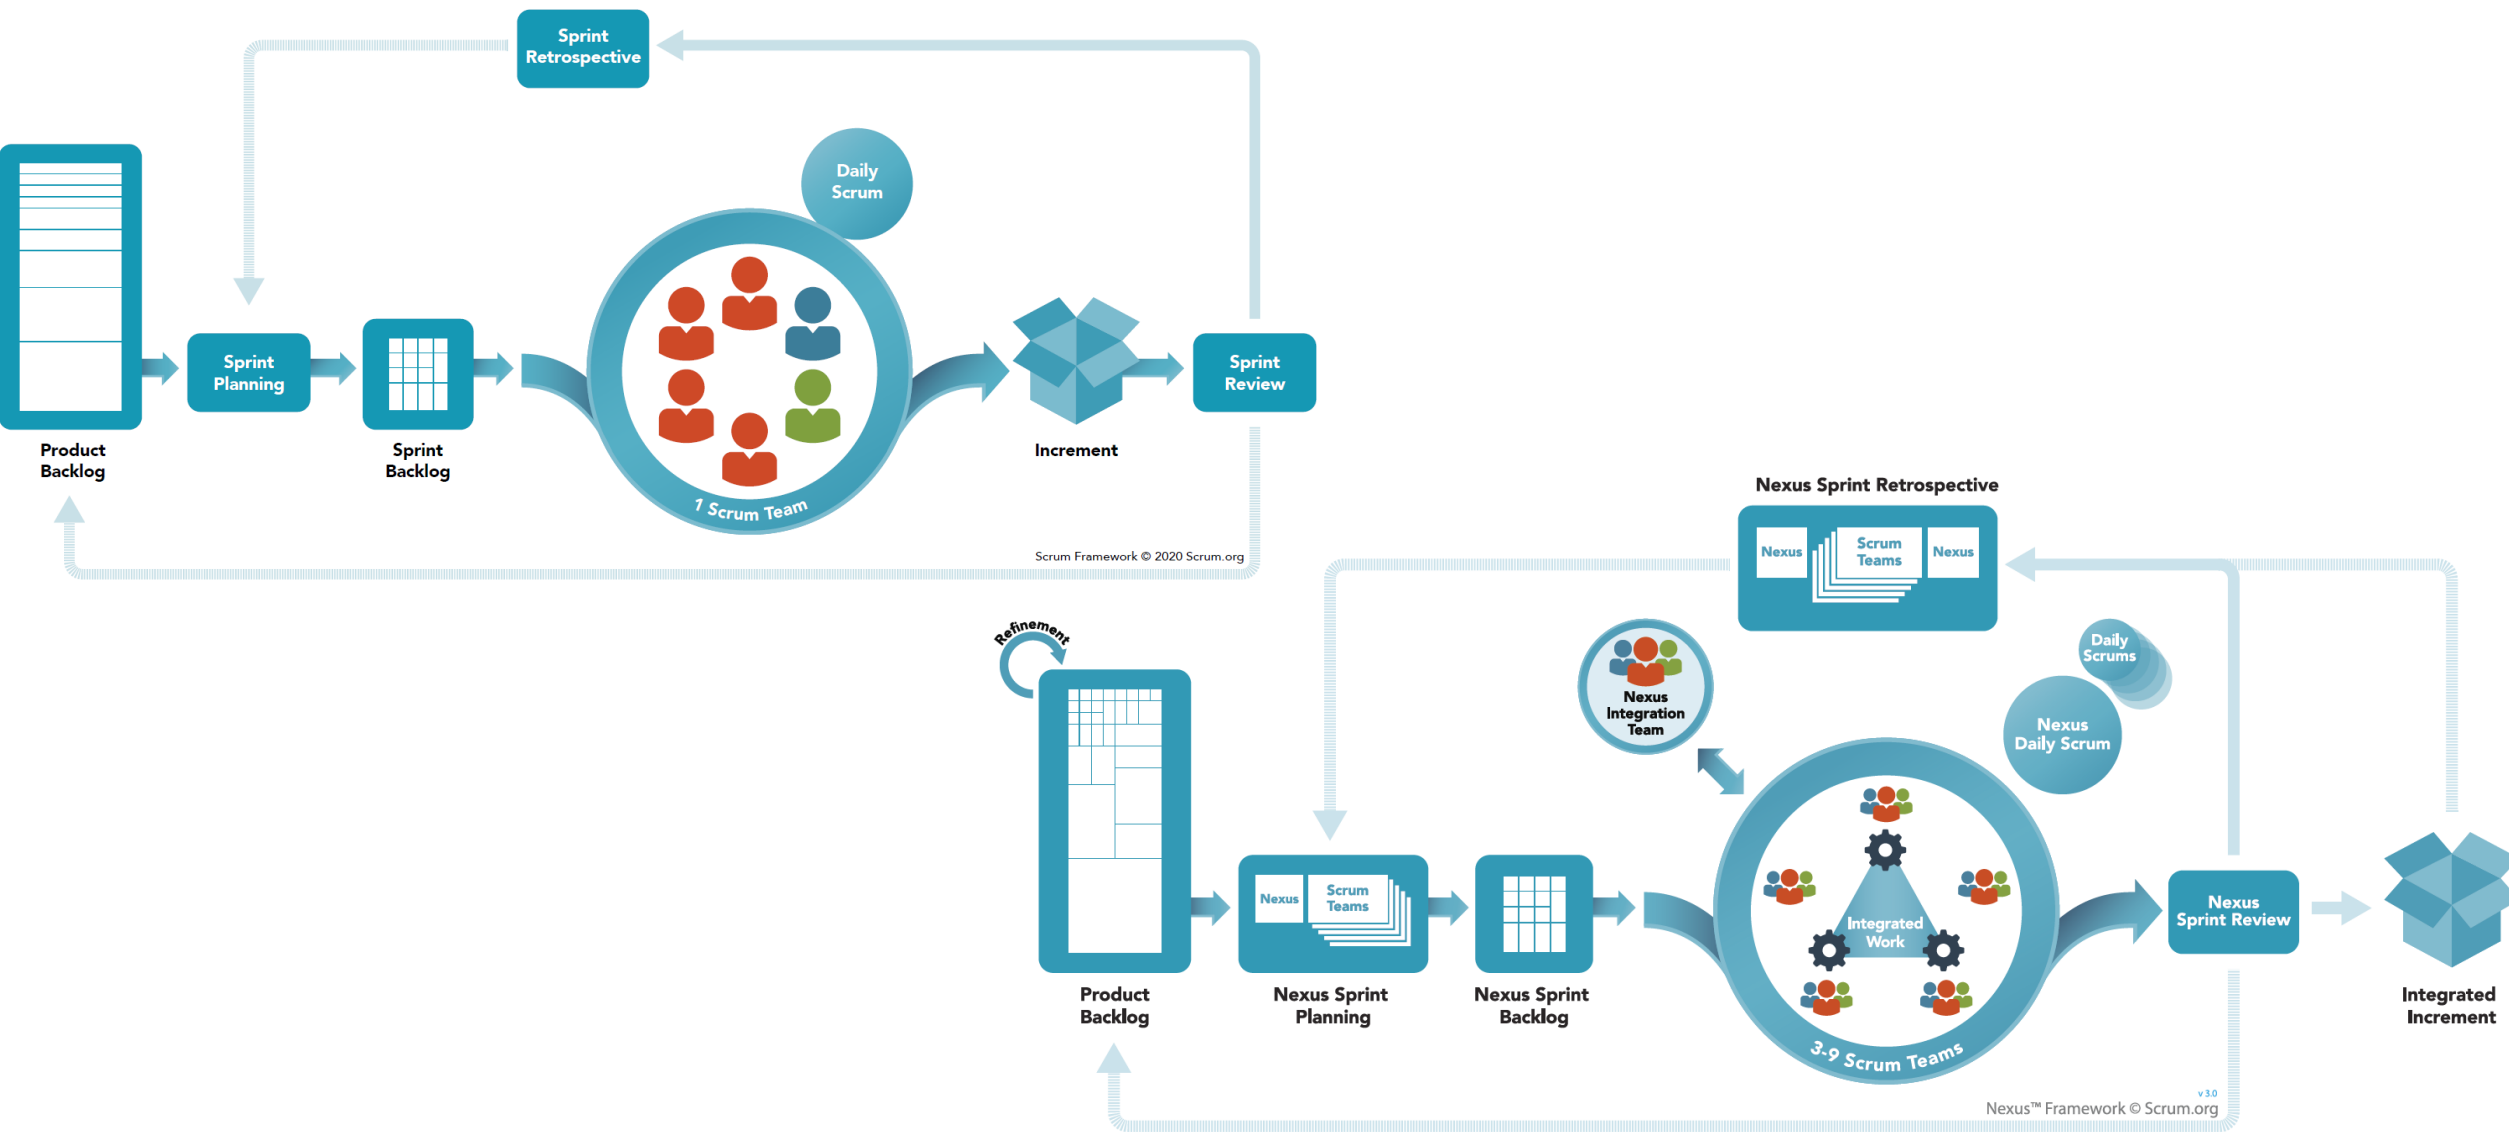 Sprint
Retrospective
Daily
Scrum
Sprint
Planning
Sprint
Review
Product
Backlog
Sprint
Backlog
Increment
1 Scrum Team
Scrum Framework © 2020 Scrum.org
Nexus Sprint Retrospective
Nexus
Scrum
Teams
Nexus
Refinement
Nexus
Integration
Team
Daily
Scrums
Nexus
Daily Scrum
Nexus
Scrum
Teams
Integrated
Work
Nexus
Sprint Review
Product
Backlog
Nexus Sprint
Planning
Nexus Sprint
Backlog
Integrated
Increment
3-9 Scrum Teams
v 3.0
Nexus™ Framework © Scrum.org